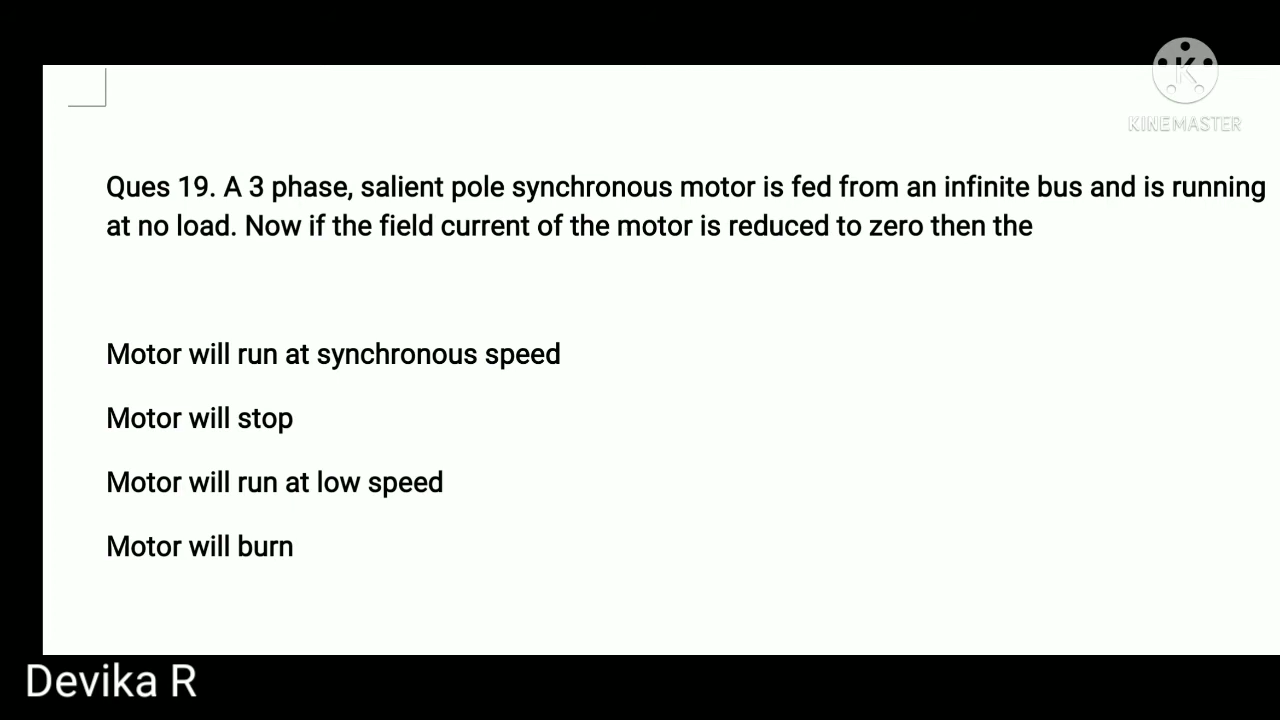 KINEMASTER
Ques 19. A 3 phase, salient pole synchronous motor is fed from an infinite bus and is running
at no load. Now if the field current of the motor is reduced to zero then the
Motor will run at synchronous speed
Motor will stop
Motor will run at low speed
Motor will burn
Devika R